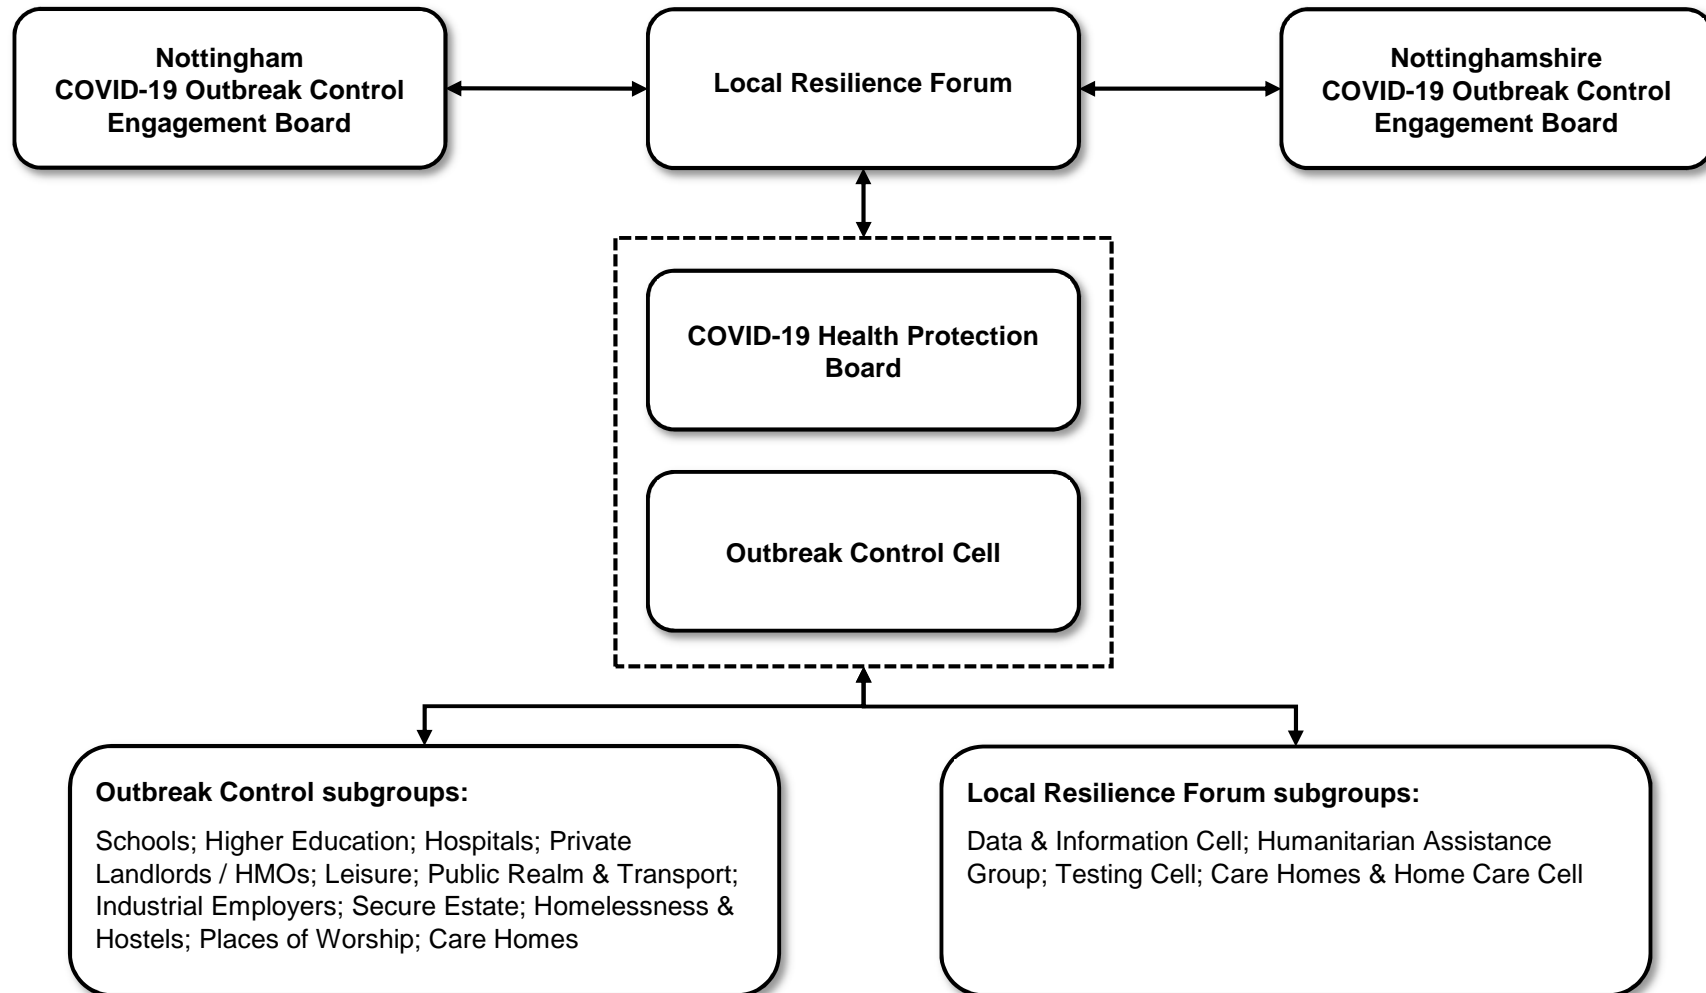 Nottingham
COVID-19 Outbreak Control
Engagement Board
Local Resilience Forum
Nottinghamshire
COVID-19 Outbreak Control
Engagement Board
COVID-19 Health Protection
Board
Outbreak Control Cell
Outbreak Control subgroups:
Schools; Higher Education; Hospitals; Private
Landlords / HMOs; Leisure; Public Realm & Transport;
Industrial Employers; Secure Estate; Homelessness &
Hostels; Places of Worship; Care Homes
Local Resilience Forum subgroups:
Data & Information Cell; Humanitarian Assistance
Group; Testing Cell; Care Homes & Home Care Cell